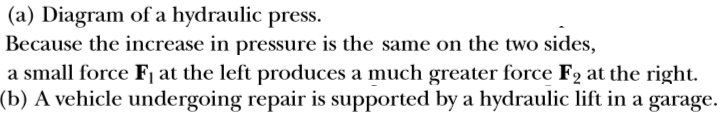 (a) Diagram of a hydraulic press.
Because the increase in pressure is the same on the two sides,
a small force F₁ at the left produces a much greater force F₂ at the right.
(b) A vehicle undergoing repair is supported by a hydraulic lift in a garage.